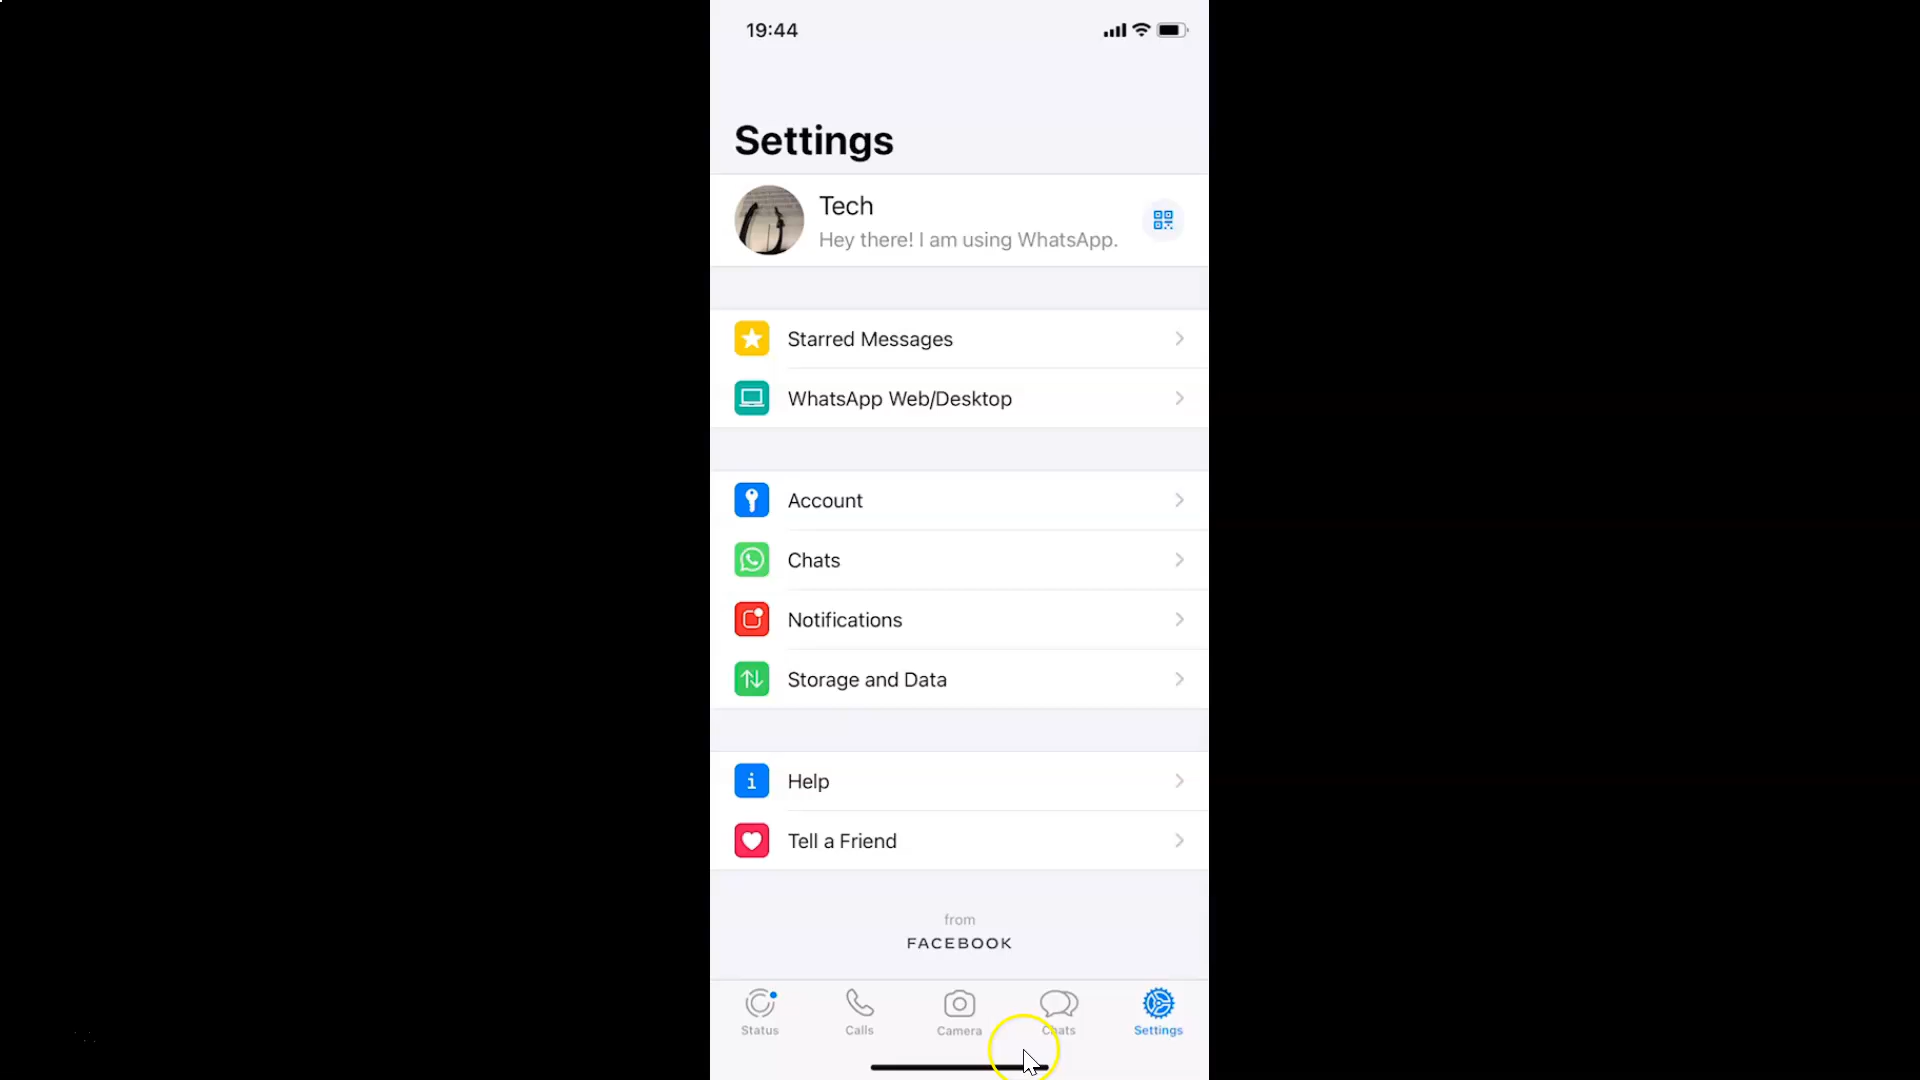 19:44
Settings
Tech
Hey there! I am using WhatsApp.
Starred Messages
WhatsApp Web/Desktop
Account
Chats
Notifications
Storage and Data
Help
Tell a Friend
from
FACEBOOK
Status
Calls
Camera
Chats
Settings